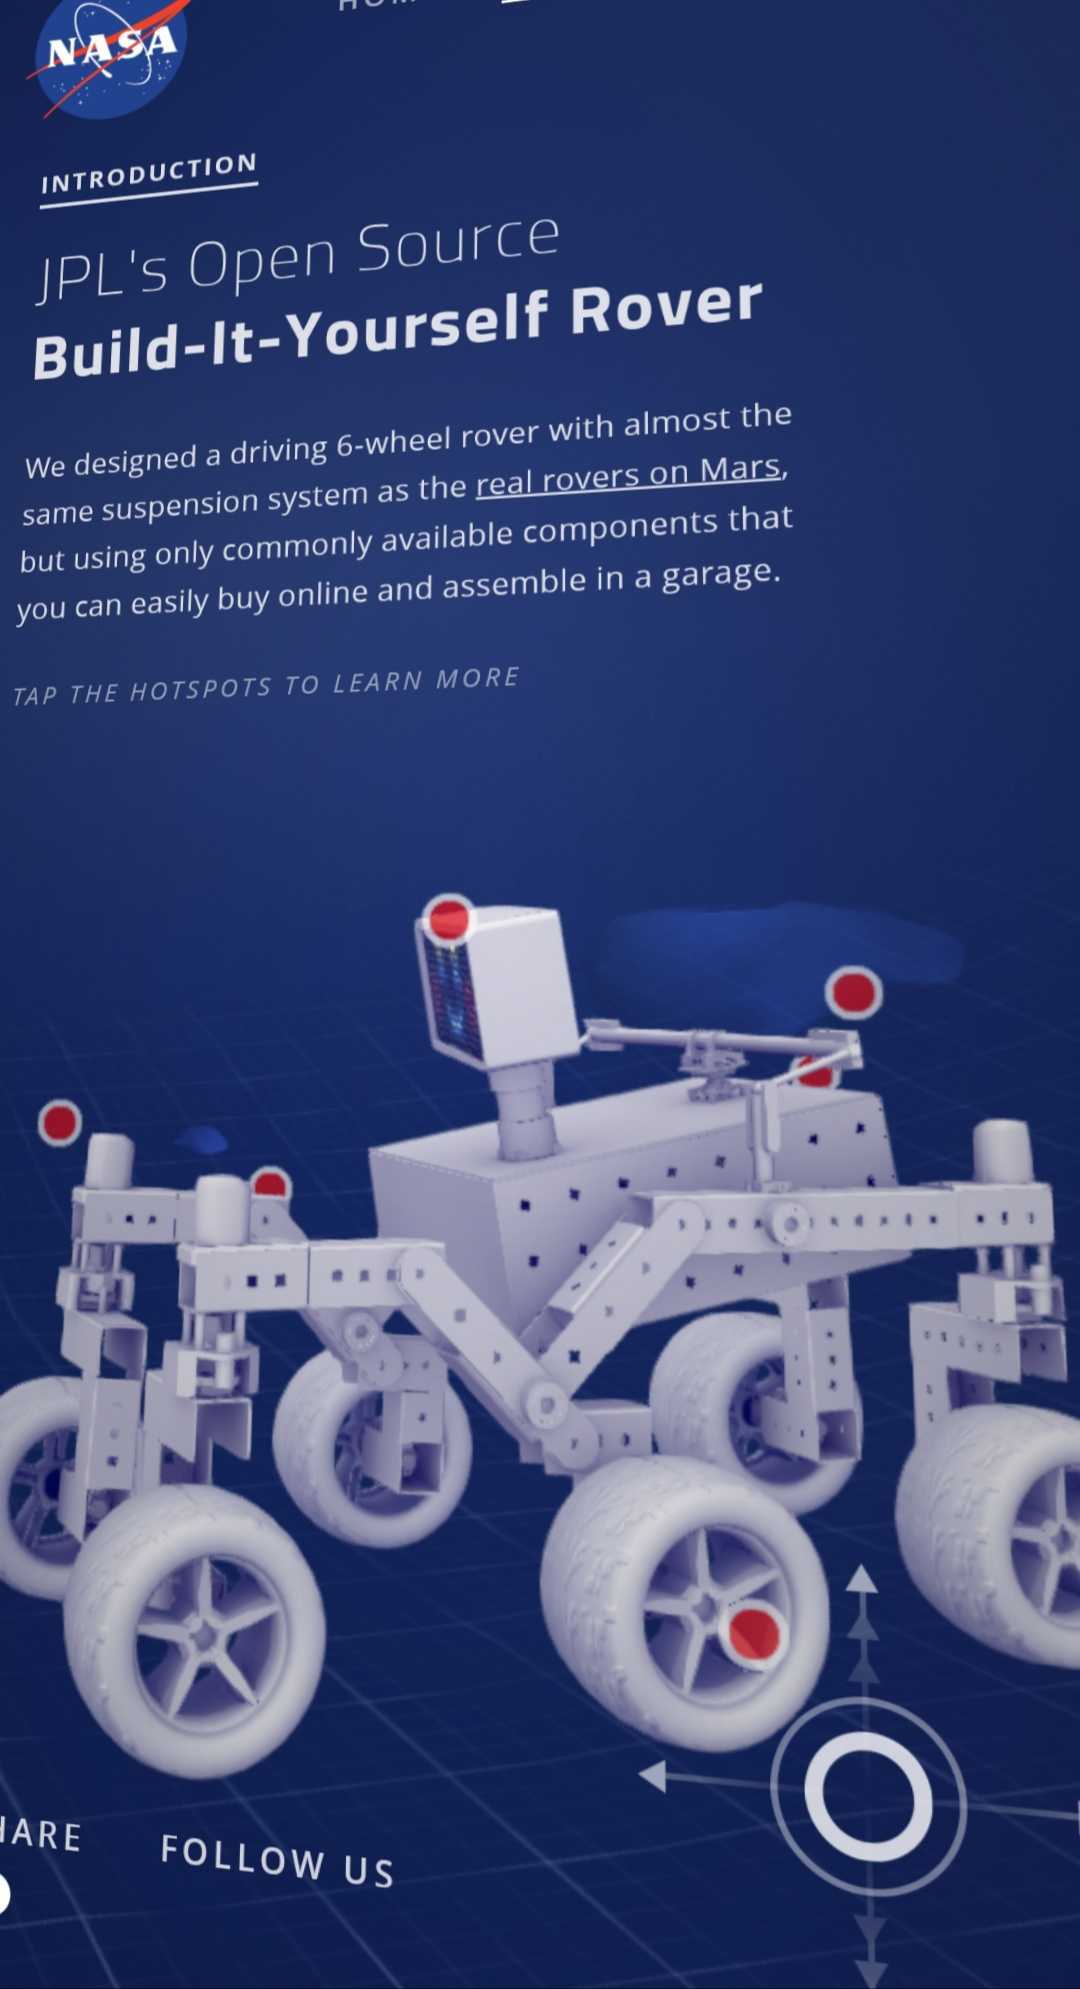 NASA
INTRODUCTION
JPL's Open Source
Build-It-Yourself Rover
We designed a driving 6-wheel rover with almost the
same suspension system as the real rovers on Mars,
but using only commonly available components that
you can easily buy online and assemble in a garage.
TAP THE HOTSPOTS TO LEARN MORE
FOLLOW US